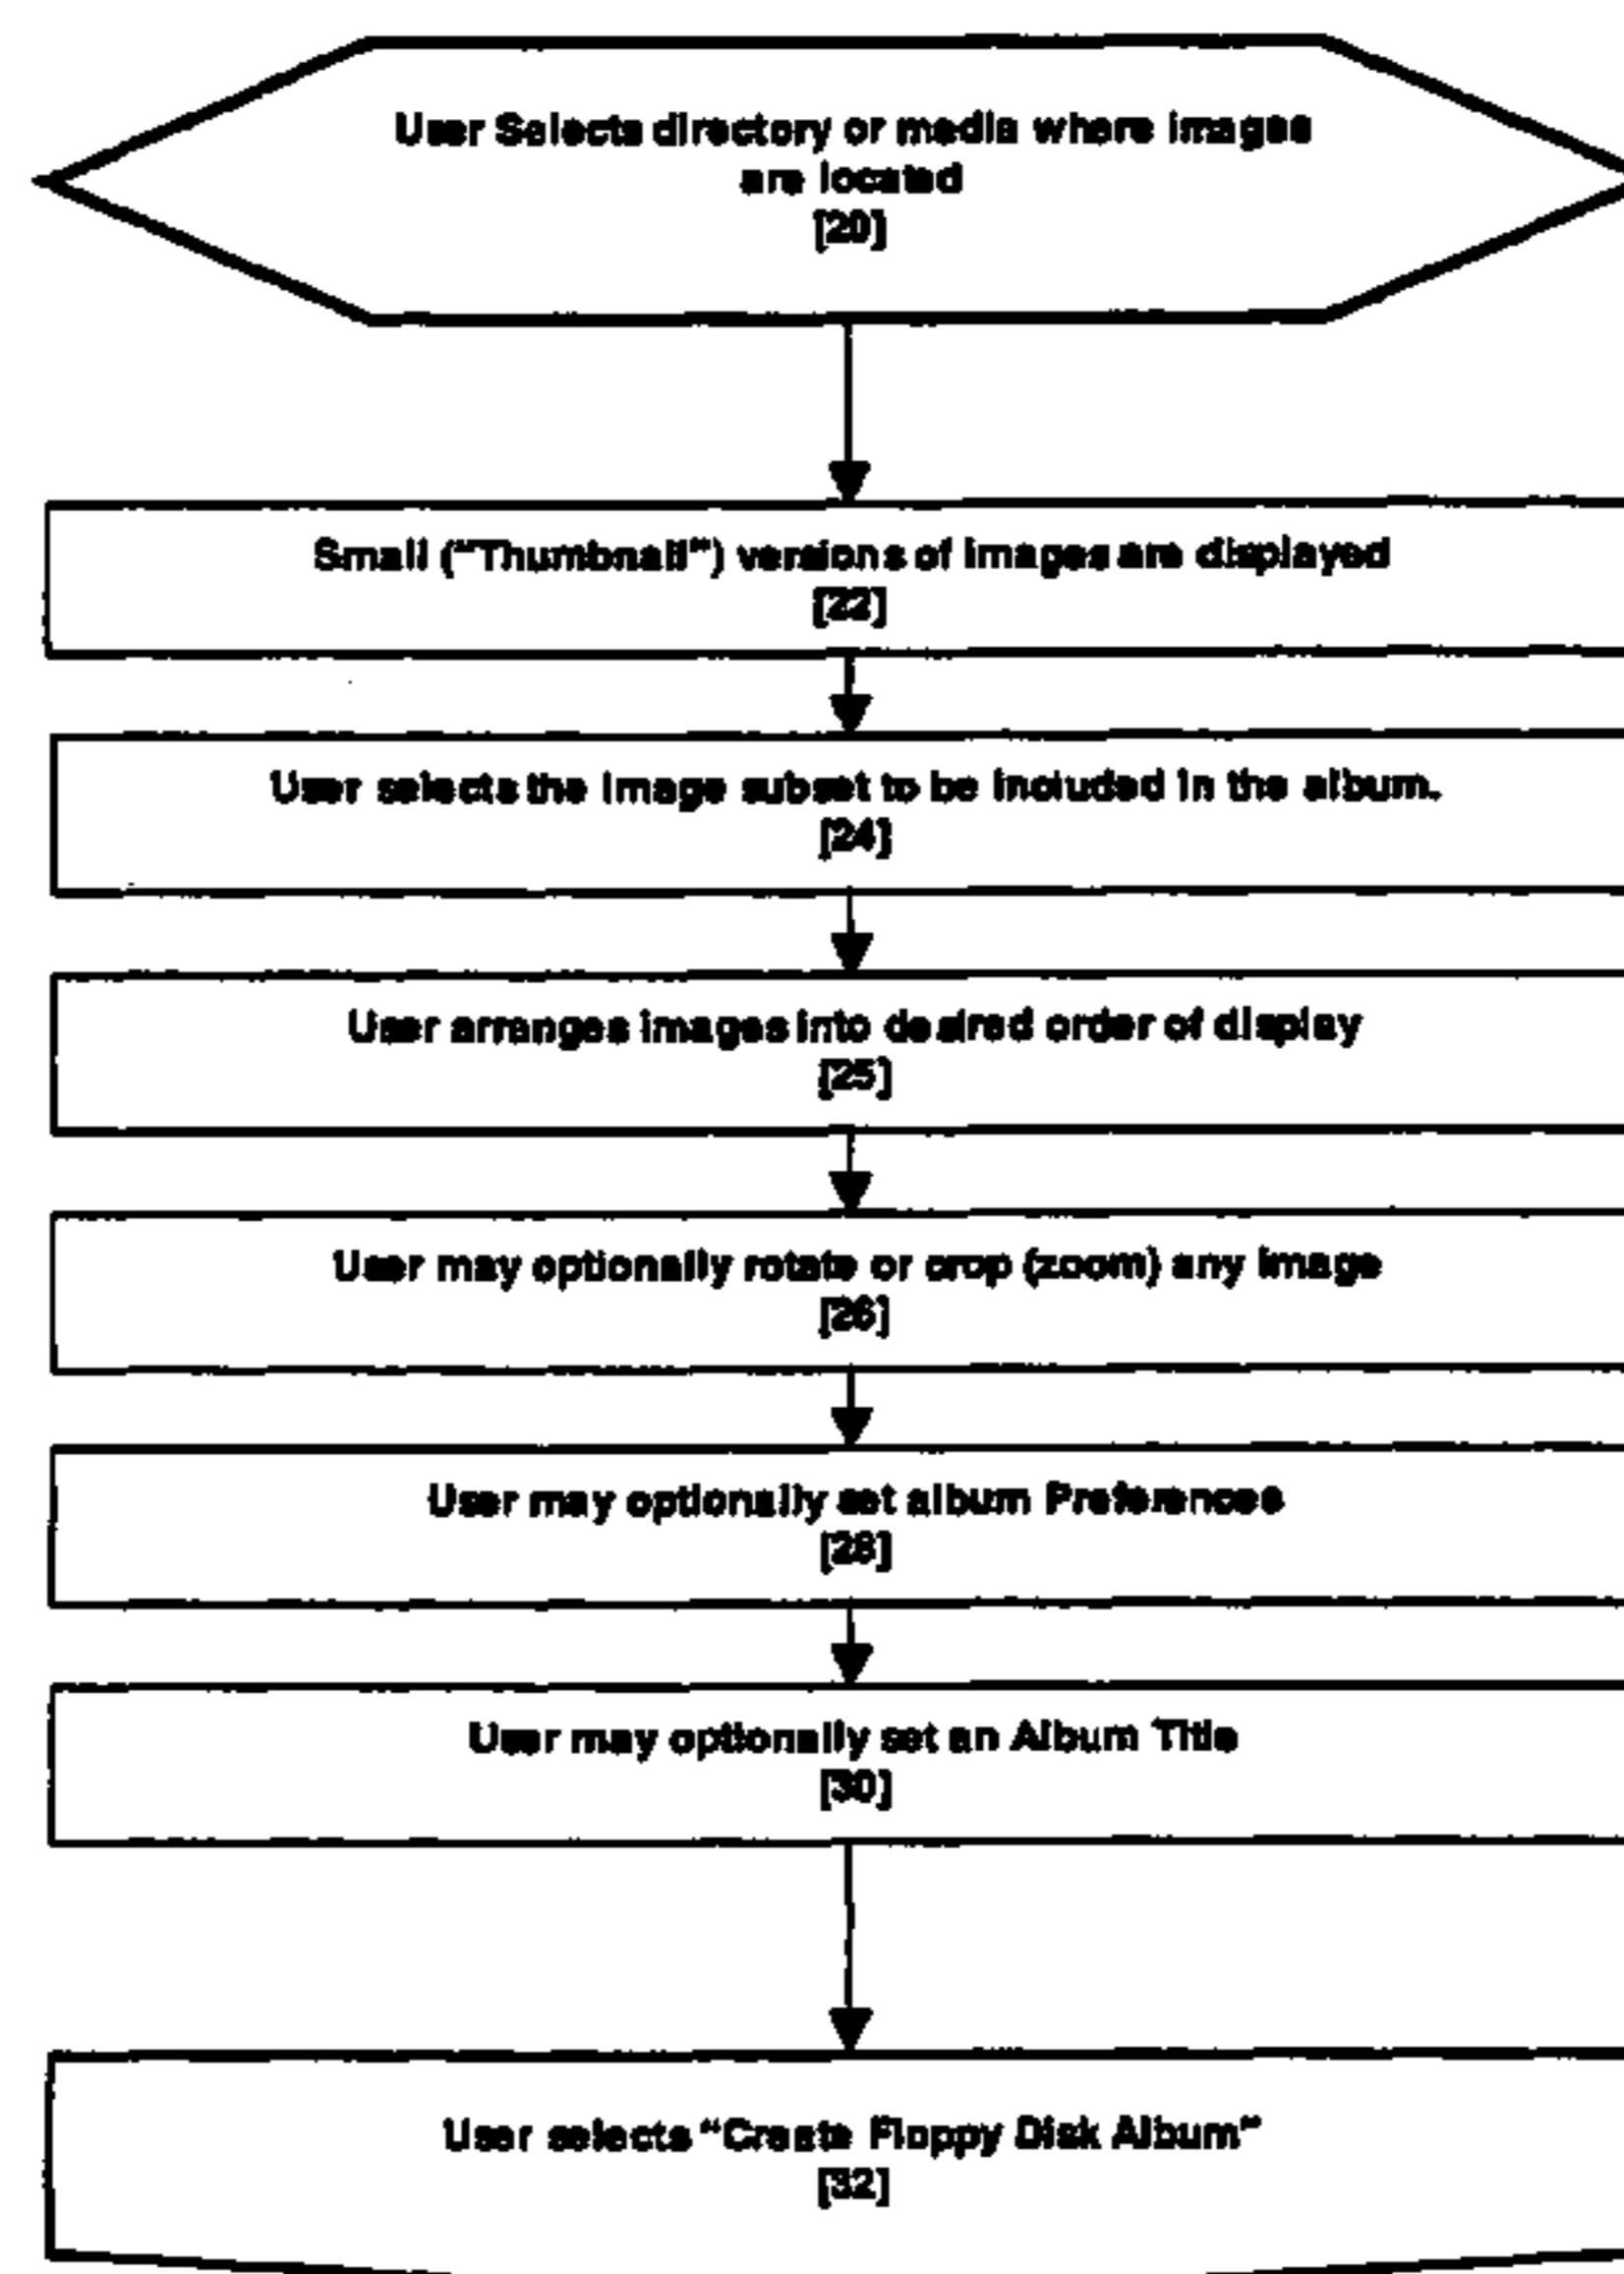 User Selects directory or media where images
are located
[20]
Small ("Thumbnail") versions of images are displayed
[22]
User selects the image subset to be included in the album.
[24]
User arranges images into desired order of display
[25]
User may optionally rotate or crop (zoom) any image
[26]
User may optionally set album Preferences
[28]
User may optionally set an Album Title
[30]
User selects “Create Floppy Disk Album”
[32]